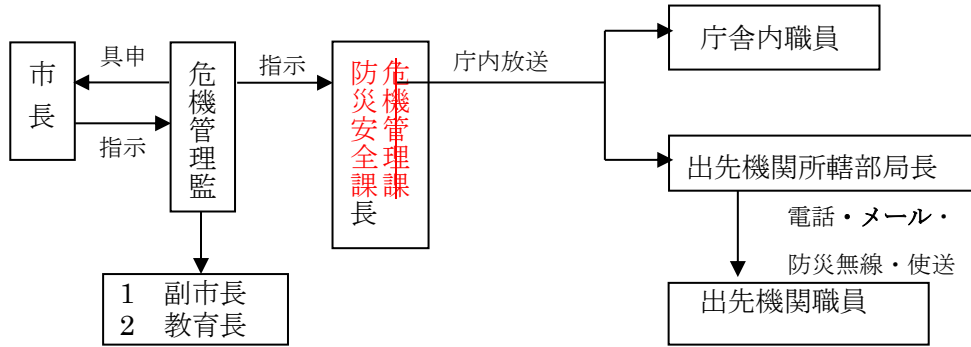 市長
具申
指示
危機管理監
指示
危機管理課
防災安全課長
庁内放送
庁舎内職員
出先機関所轄部局長
電話・メール・
防災無線・使送
出先機関職員
1　副市長
2　教育長